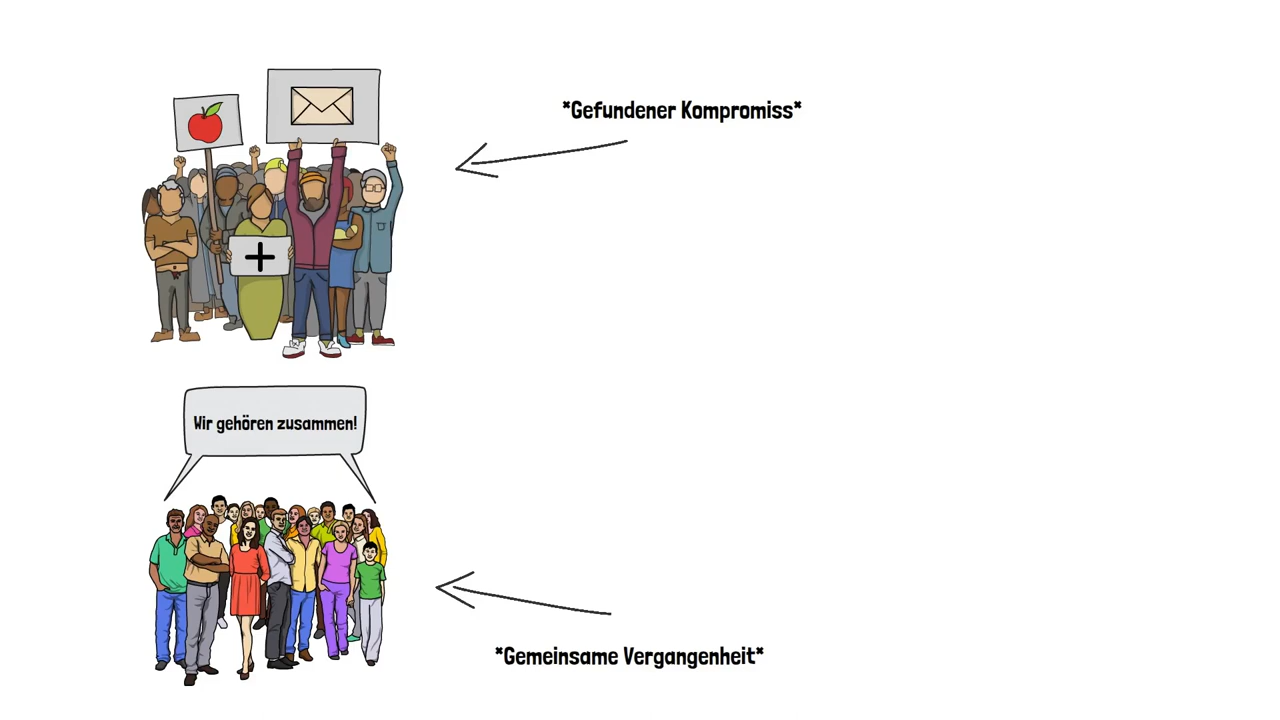 *Gefundener Kompromiss*
+
Wir gehören zusammen!
*Gemeinsame Vergangenheit*